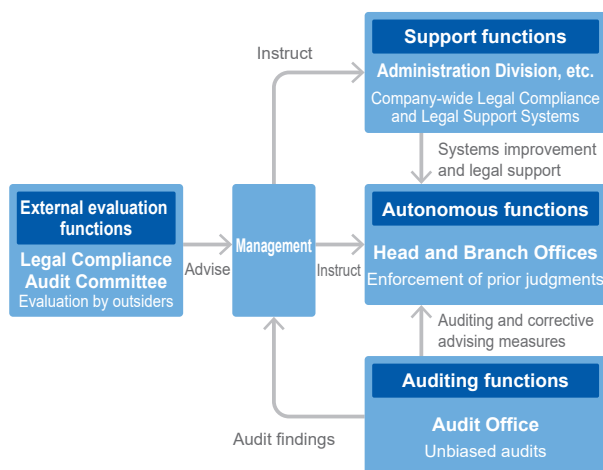 Support functions
Administration Division, etc.
Company-wide Legal Compliance
and Legal Support Systems
Instruct
Systems improvement
and legal support
External evaluation
functions
Legal Compliance
Audit Committee
Evaluation by outsiders
Advise
Management
Instruct
Autonomous functions
Head and Branch Offices
Enforcement of prior judgments
Auditing and corrective
advising measures
Auditing functions
Audit Office
Unbiased audits
Audit findings